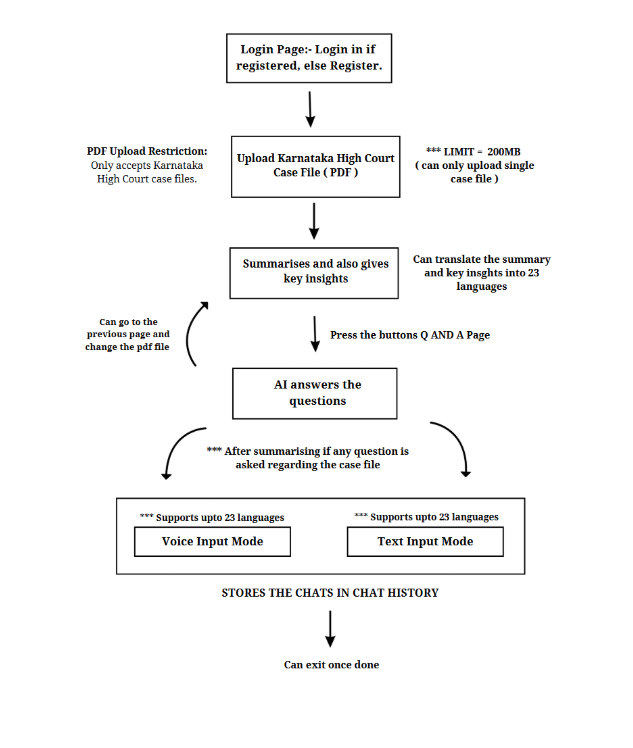 Login Page:- Login in if
registered, else Register.
PDF Upload Restriction:
Only accepts Karnataka
High Court case files.
Upload Karnataka High Court
Case File ( PDF )
*** LIMIT = 200MB
( can only upload single
case file )
Summarises and also gives
key insights
Can translate the summary
and key insghts into 23
languages
Can go to the
previous page and
change the pdf file
Press the buttons Q AND A Page
AI answers the
questions
*** After summarising if any question is
asked regarding the case file
*** Supports upto 23 languages
Voice Input Mode
*** Supports upto 23 languages
Text Input Mode
STORES THE CHATS IN CHAT HISTORY
Can exit once done